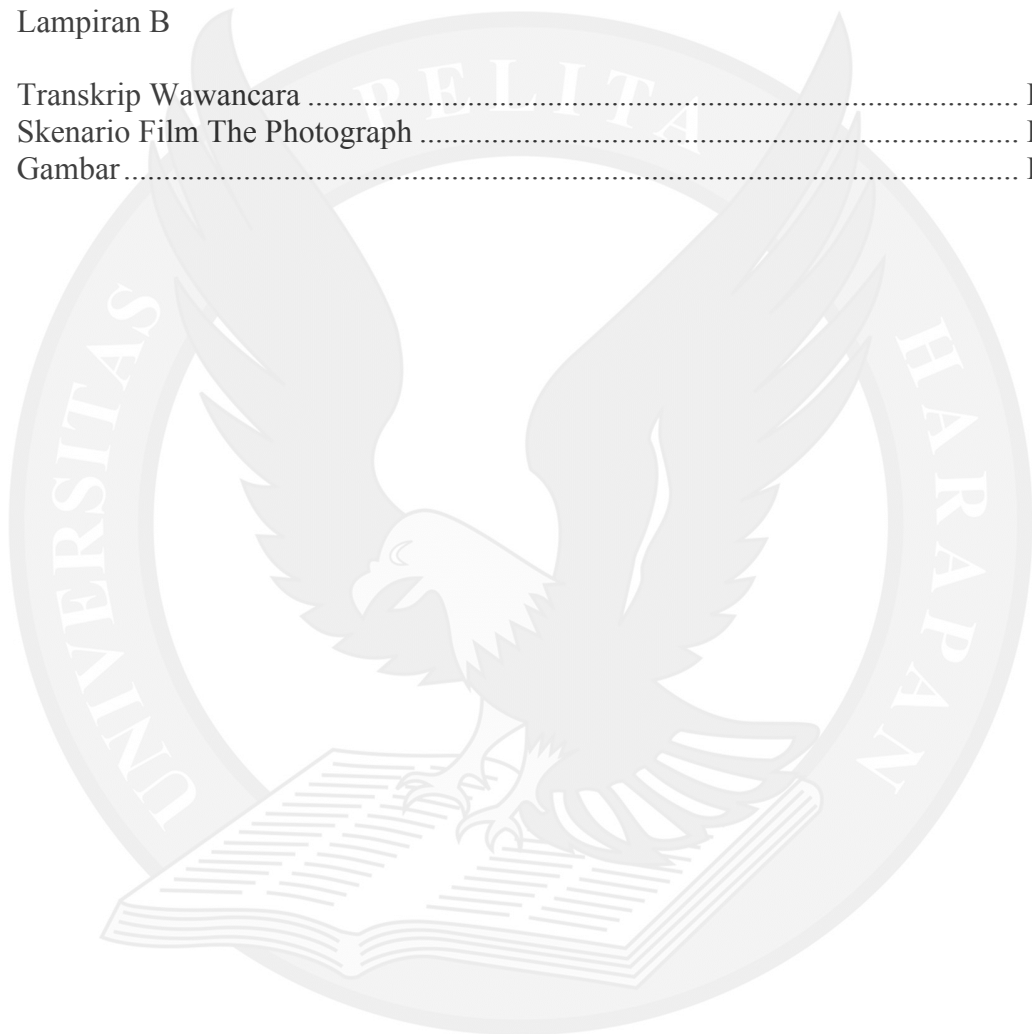 Lampiran B
Transkrip Wawancara ........................................................................................................
Skenario Film The Photograph ........................................................................................
Gambar ...................................................................................................................................
UNIVERSITAS PELITA HARAPAN